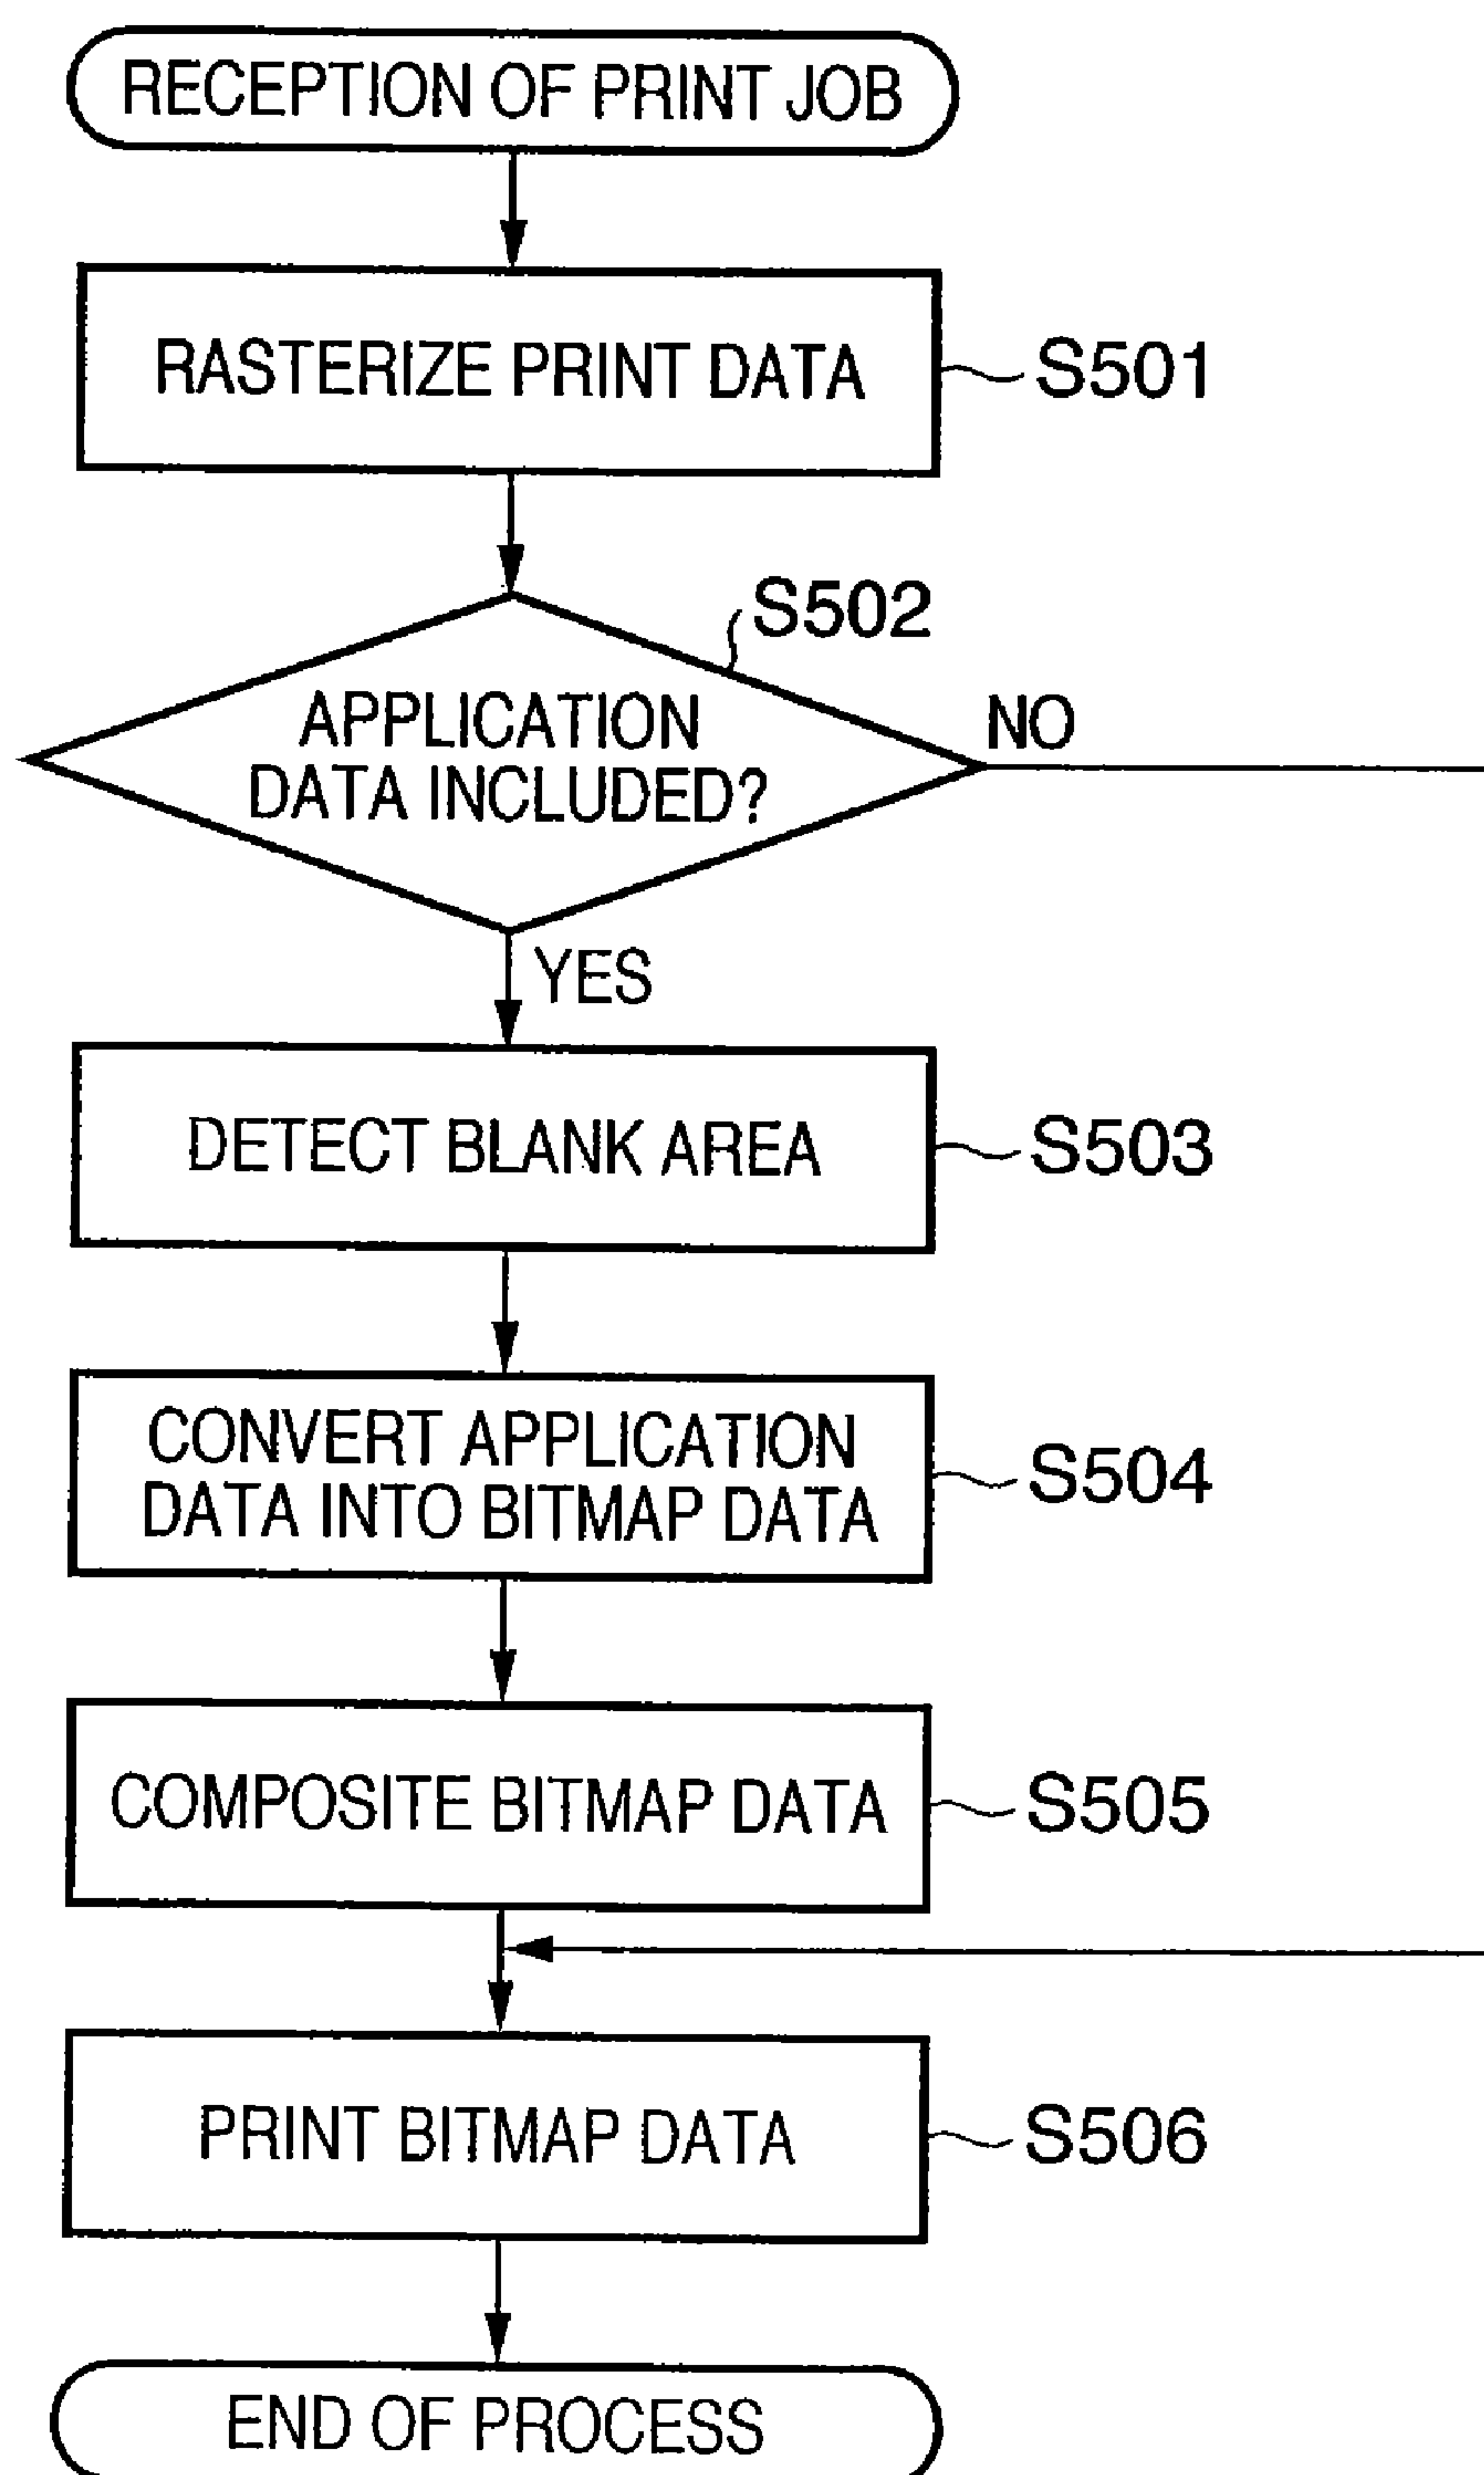 RECEPTION OF PRINT JOB
RASTERIZE PRINT DATA
S501
S502
APPLICATION
DATA INCLUDED?
NO
YES
DETECT BLANK AREA
S503
CONVERT APPLICATION
DATA INTO BITMAP DATA
S504
COMPOSITE BITMAP DATA
S505
PRINT BITMAP DATA
S506
END OF PROCESS